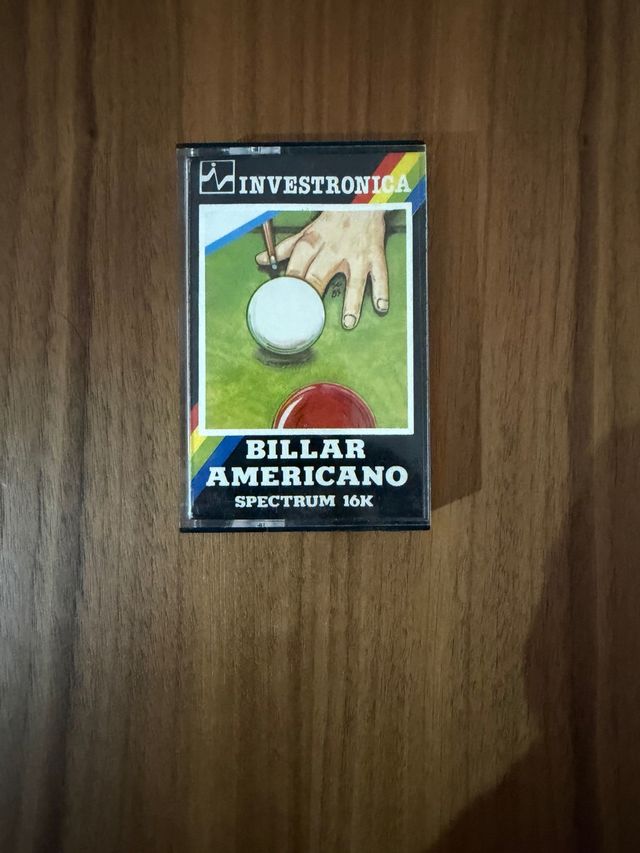 INVESTRONICA
BILLAR
AMERICANO
SPECTRUM 16K